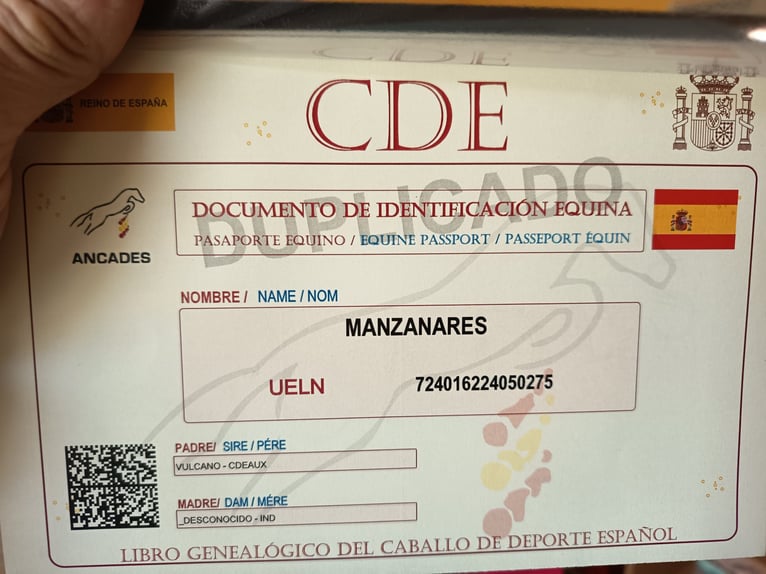 CDE
REINO DE ESPAÑA
CDE
DUPLICADO
DOCUMENTO DE IDENTIFICACIÓN EQUINA
PASAPORTE EQUINO / EQUINE PASSPORT / PASSEPORT ÉQUIN
ANCADES
NOMBRE / NAME / NOM
MANZANARES
UELN 724016224050275
PADRE/ SIRE / PÉRE
VULCANO - CDEAUX
MADRE/ DAM / MÉRE
_DESCONOCIDO - IND
LIBRO GENEALÓGICO DEL CABALLO DE DEPORTE ESPAÑOL